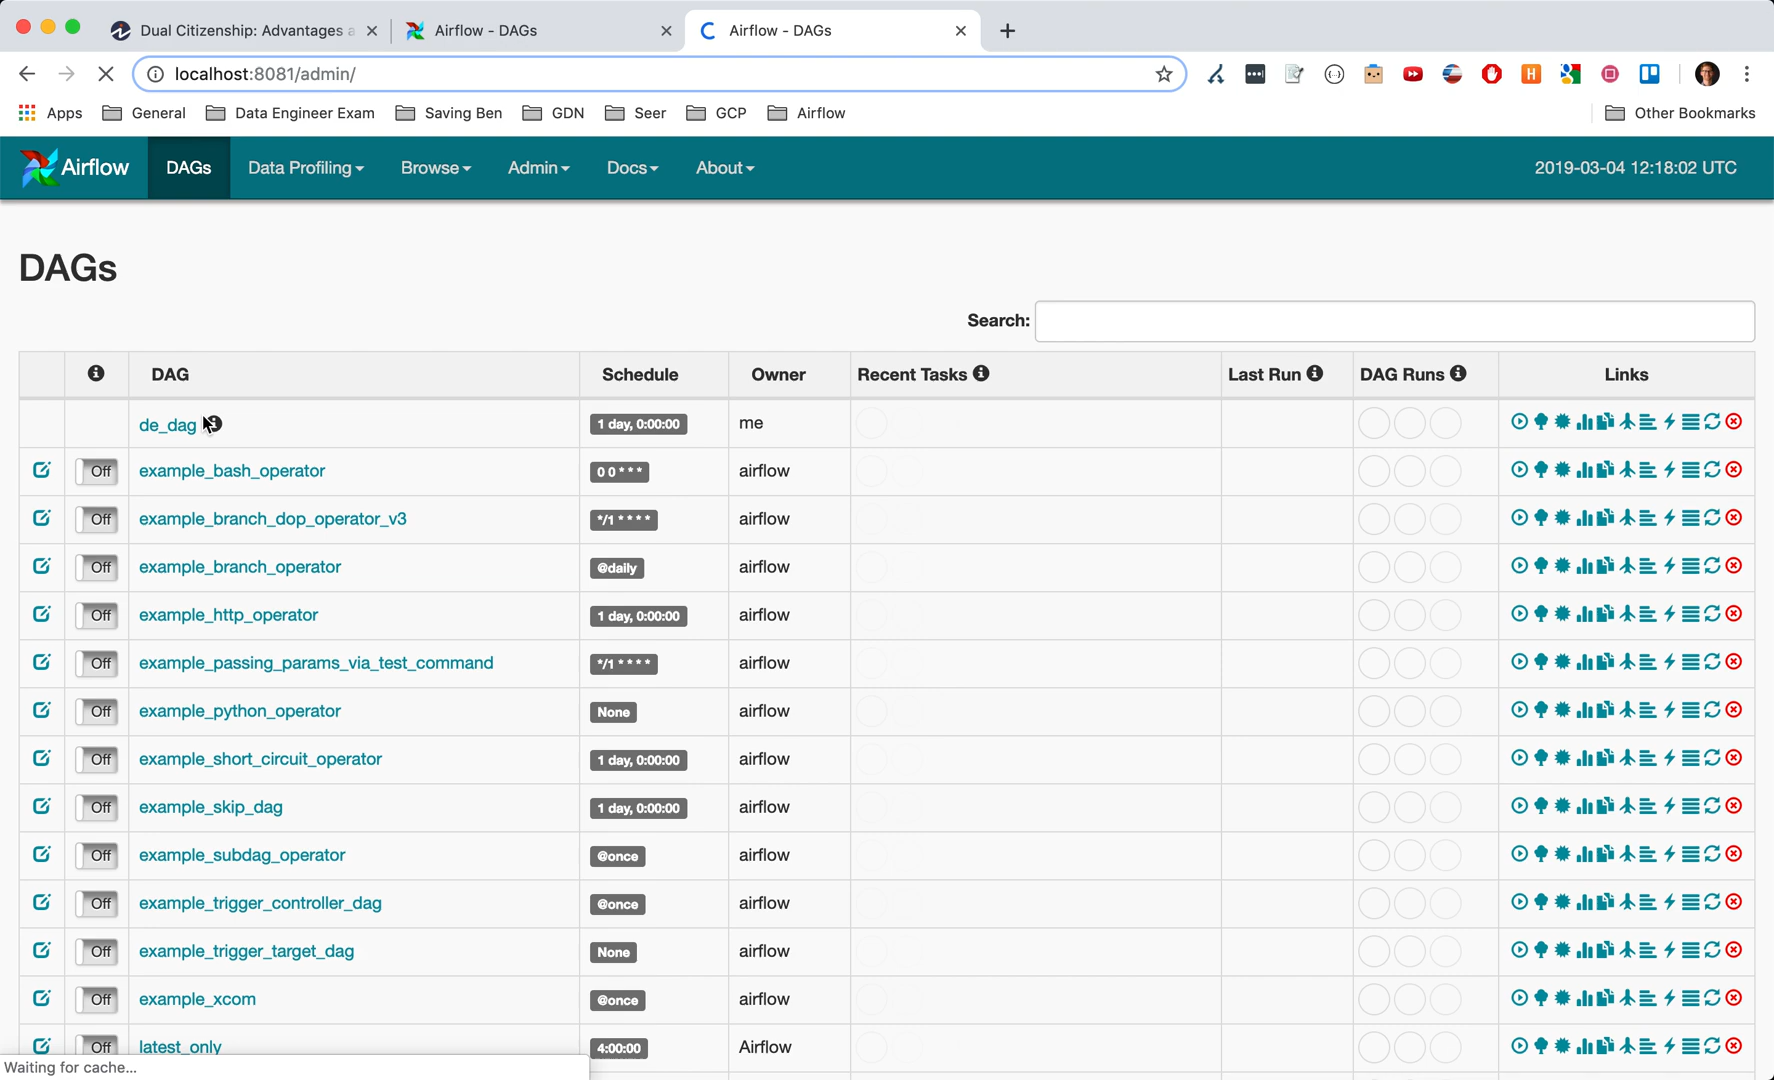 Dual Citizenship: Advantages a
Airflow - DAGs
Airflow - DAGs
localhost:8081/admin/
Apps General Data Engineer Exam Saving Ben GDN Seer GCP Airflow Other Bookmarks
Airflow DAGs Data Profiling Browse Admin Docs About 2019-03-04 12:18:02 UTC
DAGs
Search:
DAG Schedule Owner Recent Tasks Last Run DAG Runs Links
de_dag 1 day, 0:00:00 me
Off example_bash_operator 0 0 * * * airflow
Off example_branch_dop_operator_v3 */1 * * * * airflow
Off example_branch_operator @daily airflow
Off example_http_operator 1 day, 0:00:00 airflow
Off example_passing_params_via_test_command */1 * * * * airflow
Off example_python_operator None airflow
Off example_short_circuit_operator 1 day, 0:00:00 airflow
Off example_skip_dag 1 day, 0:00:00 airflow
Off example_subdag_operator @once airflow
Off example_trigger_controller_dag @once airflow
Off example_trigger_target_dag None airflow
Off example_xcom @once airflow
Off latest_only 4:00:00 Airflow
Waiting for cache...